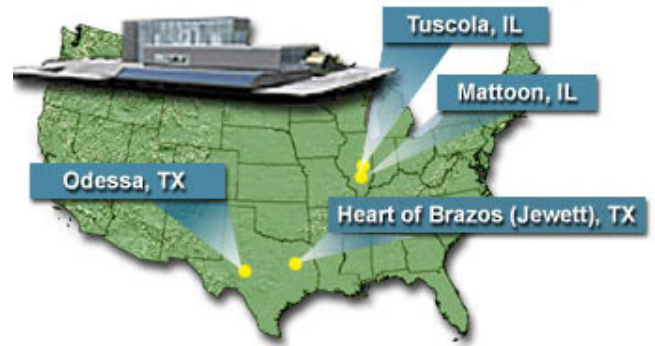 Tuscola, IL
Mattoon, IL
Odessa, TX
Heart of Brazos (Jewett), TX